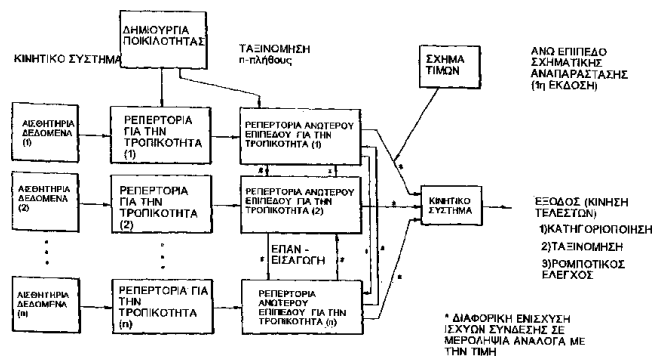 ΔΗΜΙΟΥΡΓΙΑ
ΠΟΙΚΙΛΟΤΗΤΑΣ
ΚΙΝΗΤΙΚΟ ΣΥΣΤΗΜΑ
ΤΑΞΙΝΟΜΗΣΗ
n-πλήθους
ΣΧΗΜΑ
ΤΙΜΩΝ
ΑΝΩ ΕΠΙΠΕΔΟ
ΣΧΗΜΑΤΙΚΗΣ
ΑΝΑΠΑΡΑΣΤΑΣΗΣ
(1η ΕΚΔΟΣΗ)
ΑΙΣΘΗΤΗΡΙΑ
ΔΕΔΟΜΕΝΑ
(1)
ΡΕΠΕΡΤΟΡΙΑ
ΓΙΑ ΤΗΝ
ΤΡΟΠΙΚΟΤΗΤΑ
(1)
ΡΕΠΕΡΤΟΡΙΑ ΑΝΩΤΕΡΟΥ
ΕΠΙΠΕΔΟΥ ΓΙΑ ΤΗΝ
ΤΡΟΠΙΚΟΤΗΤΑ (1)
ΑΙΣΘΗΤΗΡΙΑ
ΔΕΔΟΜΕΝΑ
(2)
ΡΕΠΕΡΤΟΡΙΑ
ΓΙΑ ΤΗΝ
ΤΡΟΠΙΚΟΤΗΤΑ
(2)
ΡΕΠΕΡΤΟΡΙΑ ΑΝΩΤΕΡΟΥ
ΕΠΙΠΕΔΟΥ ΓΙΑ ΤΗΝ
ΤΡΟΠΙΚΟΤΗΤΑ (2)
ΚΙΝΗΤΙΚΟ
ΣΥΣΤΗΜΑ
ΕΞΟΔΟΣ (ΚΙΝΗΣΗ
ΤΕΛΕΣΤΩΝ)
1)ΚΑΤΗΓΟΡΙΟΠΟΙΗΣΗ
2)ΤΑΞΙΝΟΜΗΣΗ
3)ΡΟΜΠΟΤΙΚΟΣ
ΕΛΕΓΧΟΣ
ΕΠΑΝ -
ΕΙΣΑΓΩΓΗ
ΑΙΣΘΗΤΗΡΙΑ
ΔΕΔΟΜΕΝΑ
(n)
ΡΕΠΕΡΤΟΡΙΑ ΓΙΑ
ΤΗΝ
ΤΡΟΠΙΚΟΤΗΤΑ
(n)
ΡΕΠΕΡΤΟΡΙΑ
ΑΝΩΤΕΡΟΥ
ΕΠΙΠΕΔΟΥ ΓΙΑ ΤΗΝ
ΤΡΟΠΙΚΟΤΗΤΑ (n)
* ΔΙΑΦΟΡΙΚΗ ΕΝΙΣΧΥΣΗ
ΙΣΧΥΩΝ ΣΥΝΔΕΣΗΣ ΣΕ
ΜΕΡΟΛΗΨΙΑ ΑΝΑΛΟΓΑ ΜΕ
ΤΗΝ ΤΙΜΗ